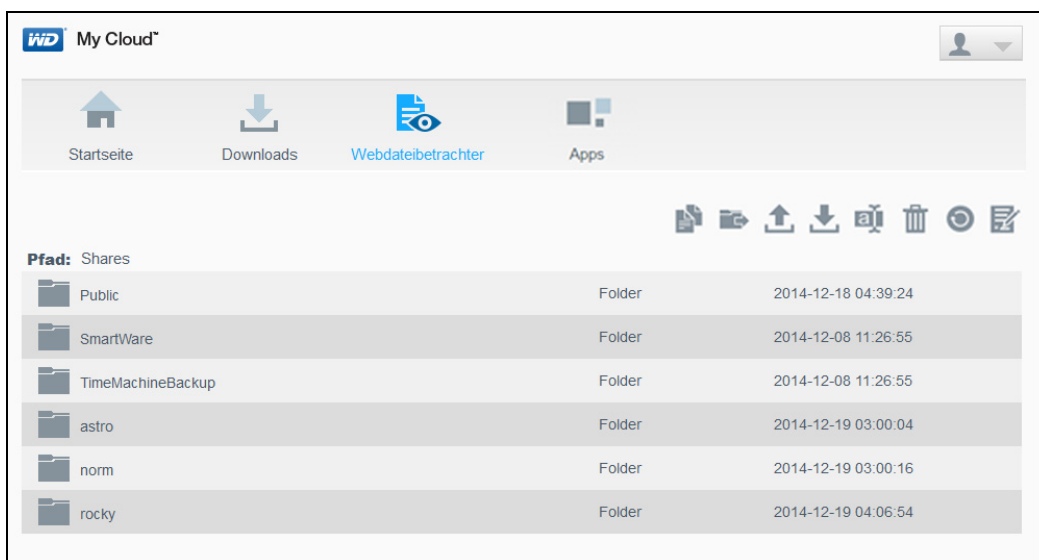 WD My Cloud™
Startseite Downloads Webdateibetrachter Apps
Pfad: Shares
Public Folder 2014-12-18 04:39:24
SmartWare Folder 2014-12-08 11:26:55
TimeMachineBackup Folder 2014-12-08 11:26:55
astro Folder 2014-12-19 03:00:04
norm Folder 2014-12-19 03:00:16
rocky Folder 2014-12-19 04:06:54